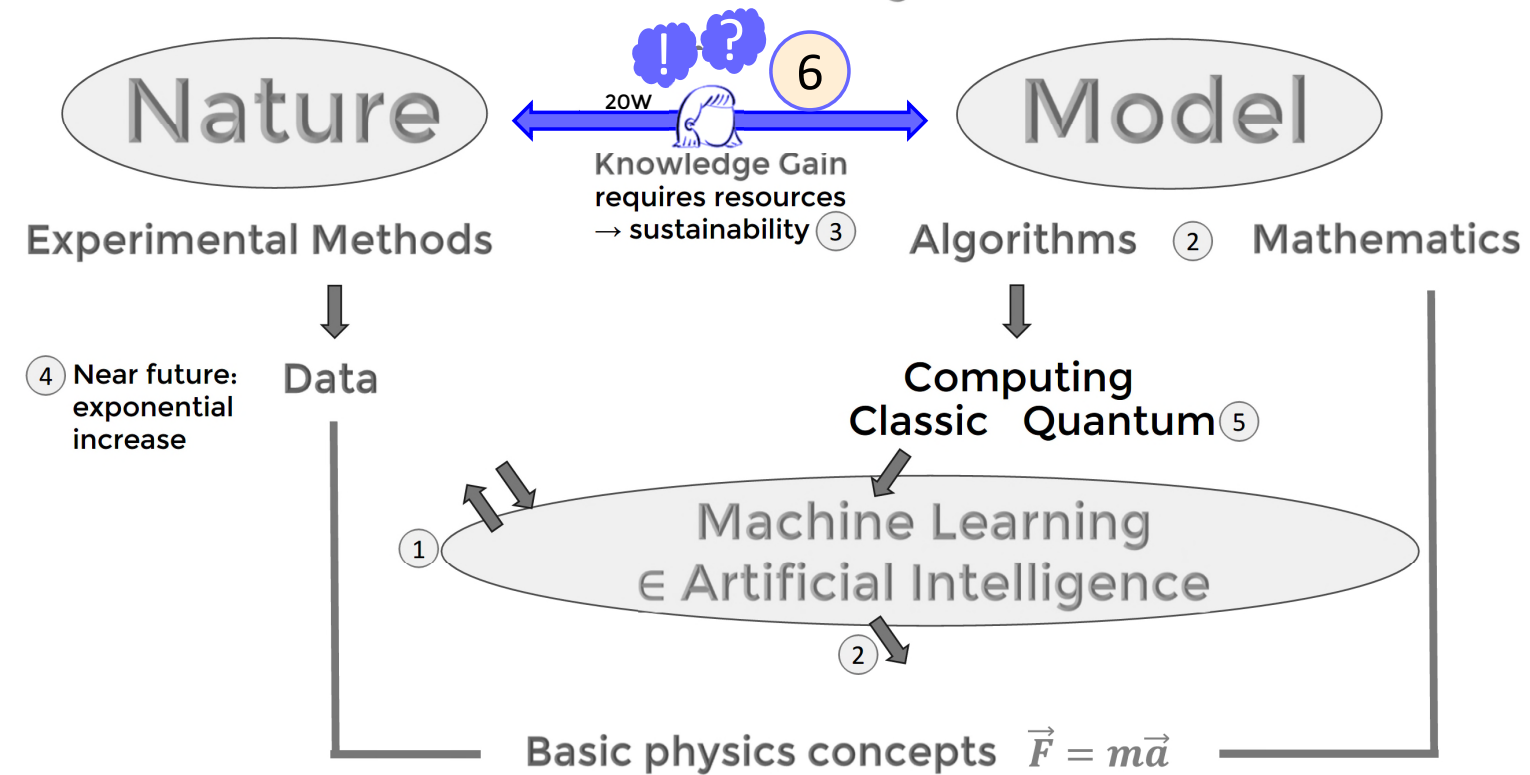 ! ?
6
Nature
20W
Model
Knowledge Gain
requires resources
→ sustainability 3
Experimental Methods
Algorithms 2 Mathematics
4 Near future:
exponential
increase
Data
Computing
Classic Quantum 5
1
Machine Learning
∈ Artificial Intelligence
2
Basic physics concepts F⃗ = ma⃗